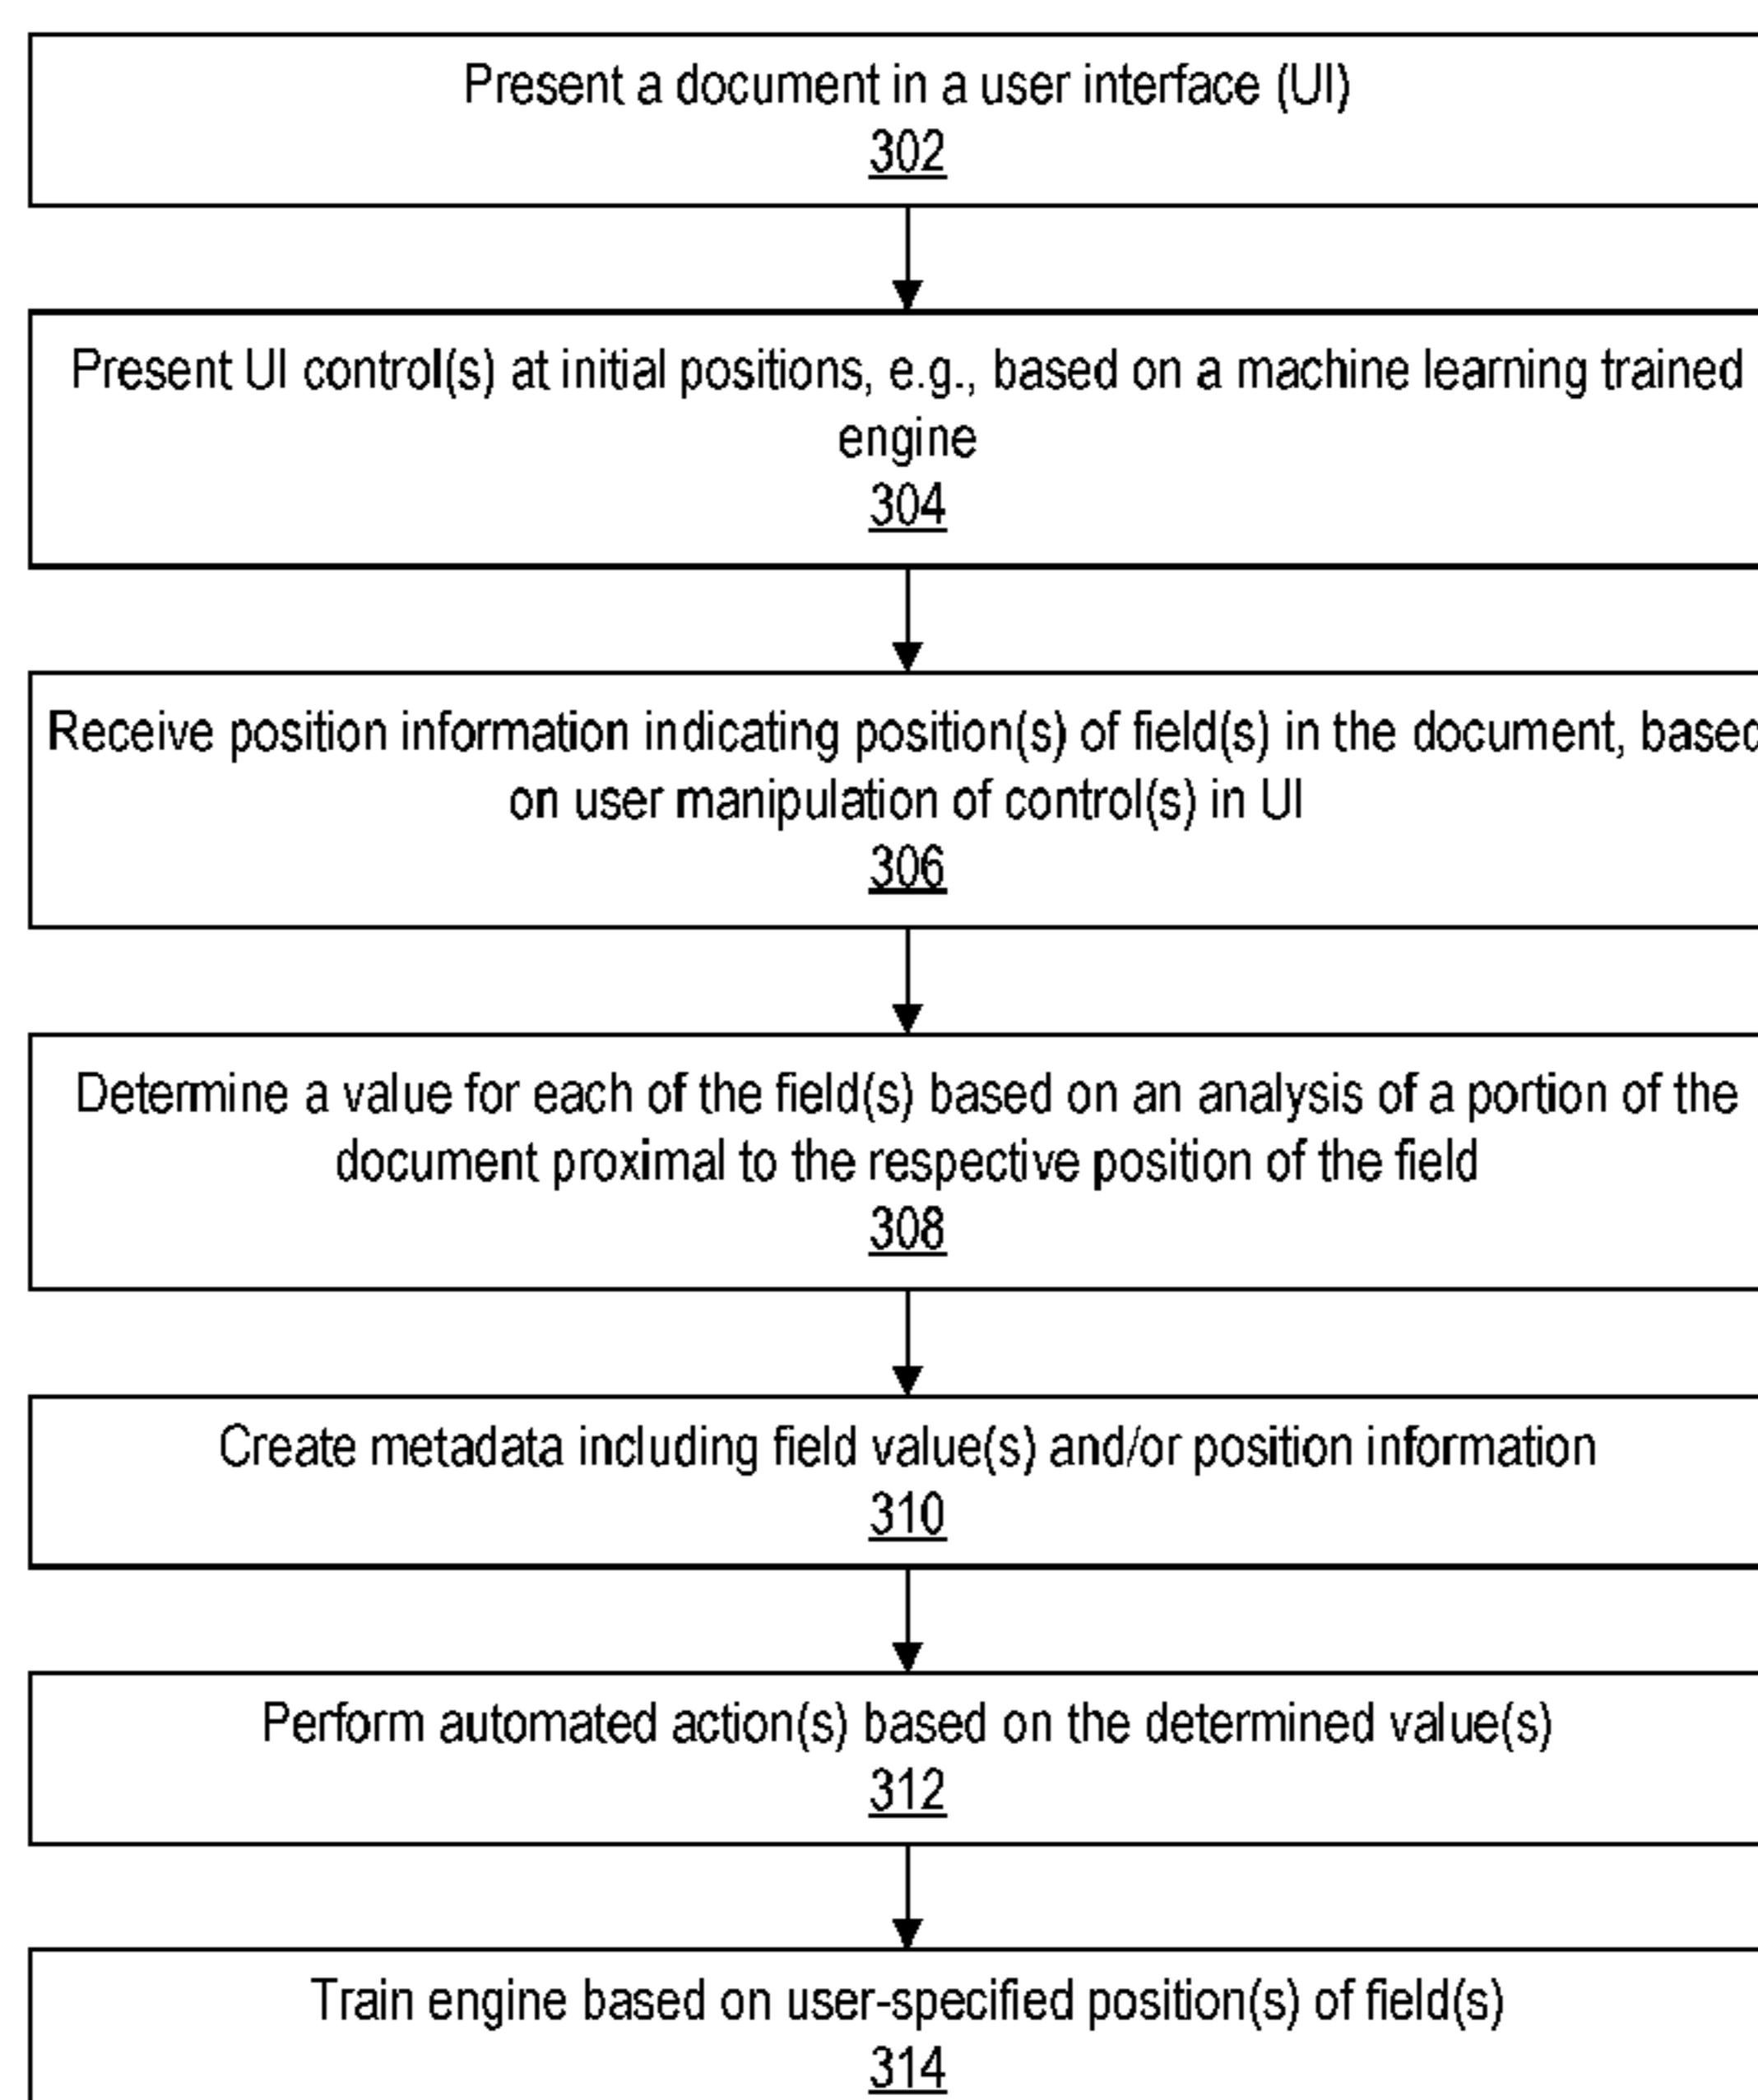 Present a document in a user interface (UI)
302
Present UI control(s) at initial positions, e.g., based on a machine learning trained
engine
304
Receive position information indicating position(s) of field(s) in the document, based
on user manipulation of control(s) in UI
306
Determine a value for each of the field(s) based on an analysis of a portion of the
document proximal to the respective position of the field
308
Create metadata including field value(s) and/or position information
310
Perform automated action(s) based on the determined value(s)
312
Train engine based on user-specified position(s) of field(s)
314